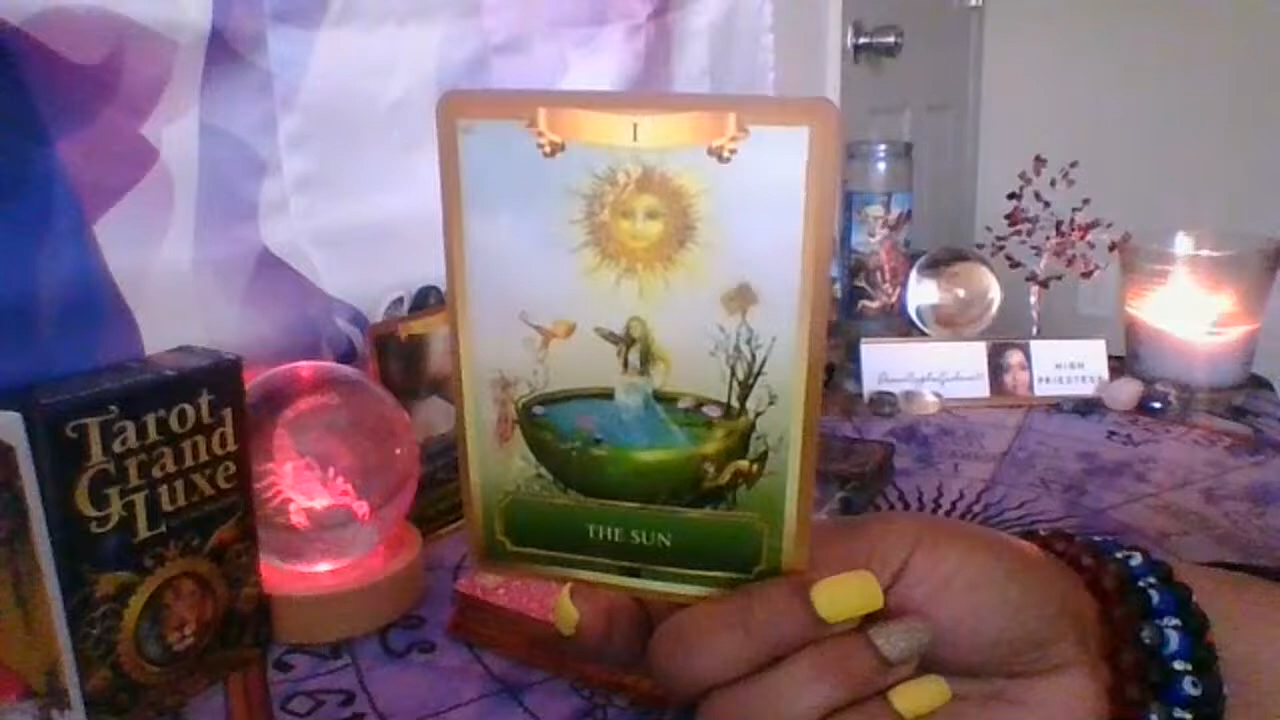 I
THE SUN
Tarot
Grand
Luxe
HIGH
PRIESTESS